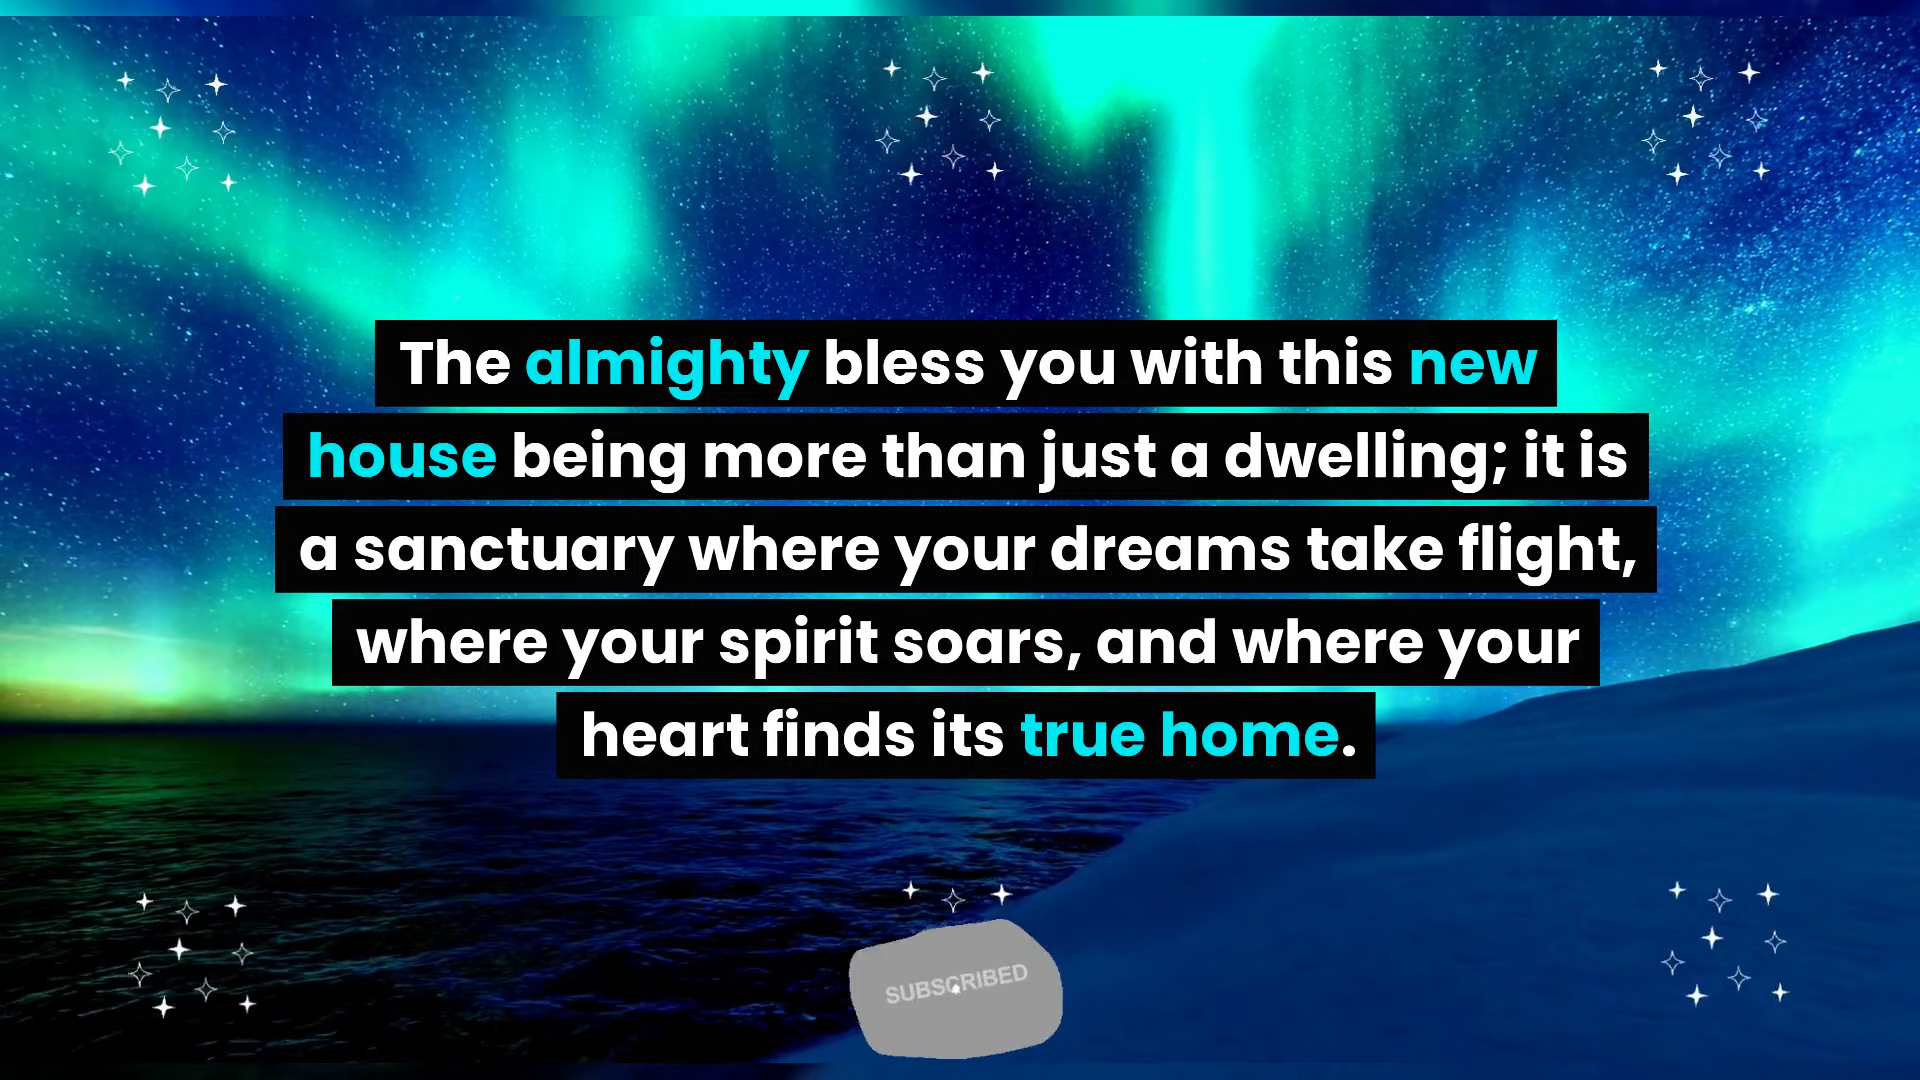 The almighty bless you with this new
house being more than just a dwelling; it is
a sanctuary where your dreams take flight,
where your spirit soars, and where your
heart finds its true home.
SUBSCRIBED